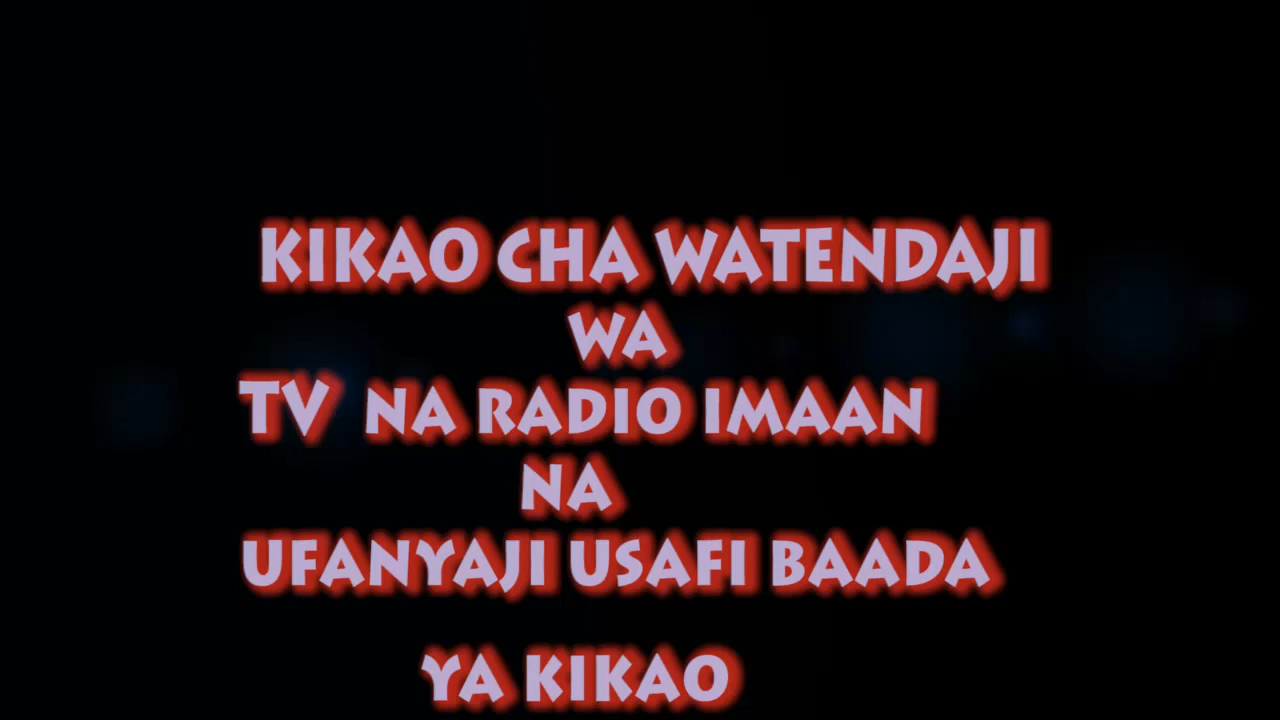 KIKAO CHA WATENDAJI
WA
TV NA RADIO IMAAN
NA
UFANYAJI USAFI BAADA
YA KIKAO